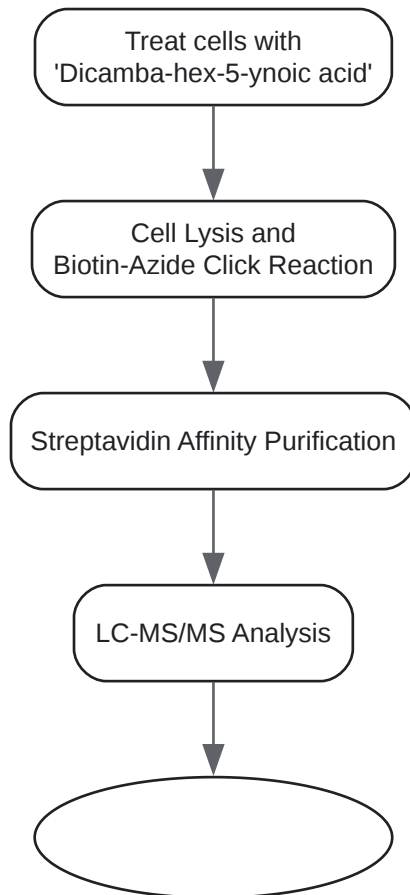 Treat cells with
'Dicamba-hex-5-ynoic acid'
Cell Lysis and
Biotin-Azide Click Reaction
Streptavidin Affinity Purification
LC-MS/MS Analysis